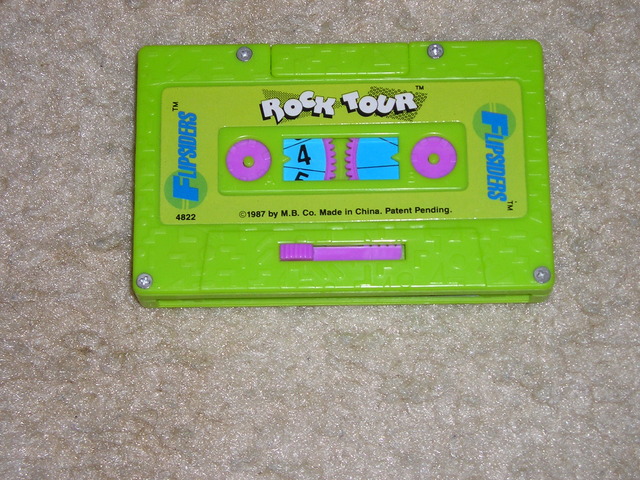 ROCK TOUR™
FLIPSIDERS™
4
4822
©1987 by M.B. Co. Made in China. Patent Pending.
FLIPSIDERS™